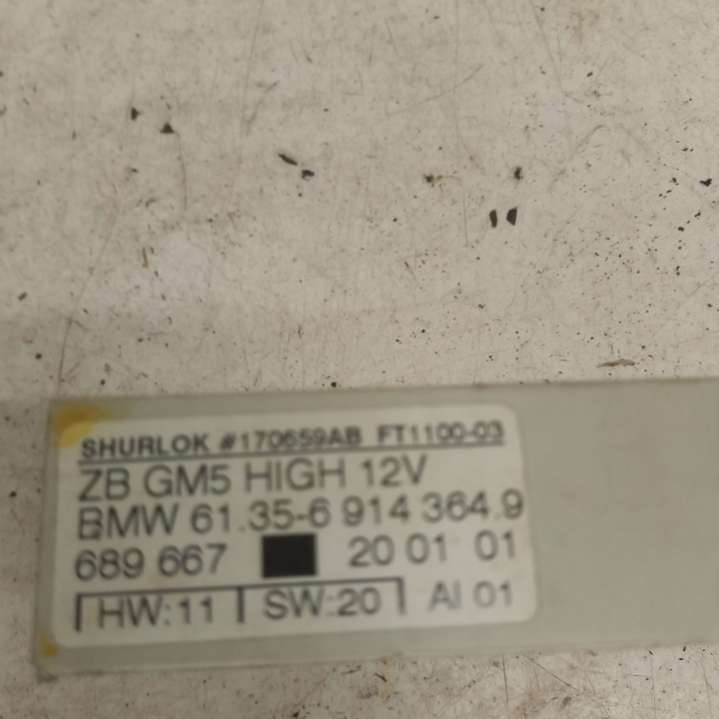 SHURLOK #170659AB FT1100-03
ZB GM5 HIGH 12V
BMW 61.35-6 914 364.9
689 667 20 01 01
HW:11 SW:20 AI 01